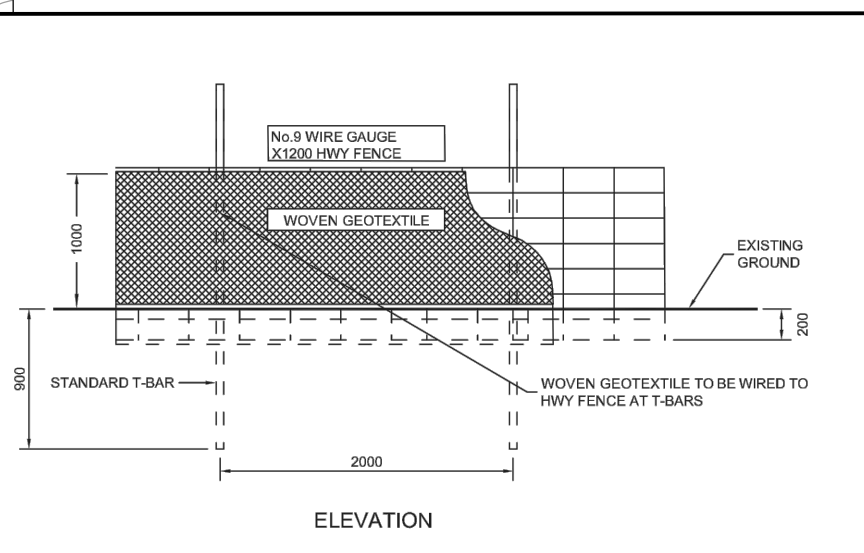 No.9 WIRE GAUGE
X1200 HWY FENCE
WOVEN GEOTEXTILE
1000
EXISTING
GROUND
200
900
STANDARD T-BAR
WOVEN GEOTEXTILE TO BE WIRED TO
HWY FENCE AT T-BARS
2000
ELEVATION